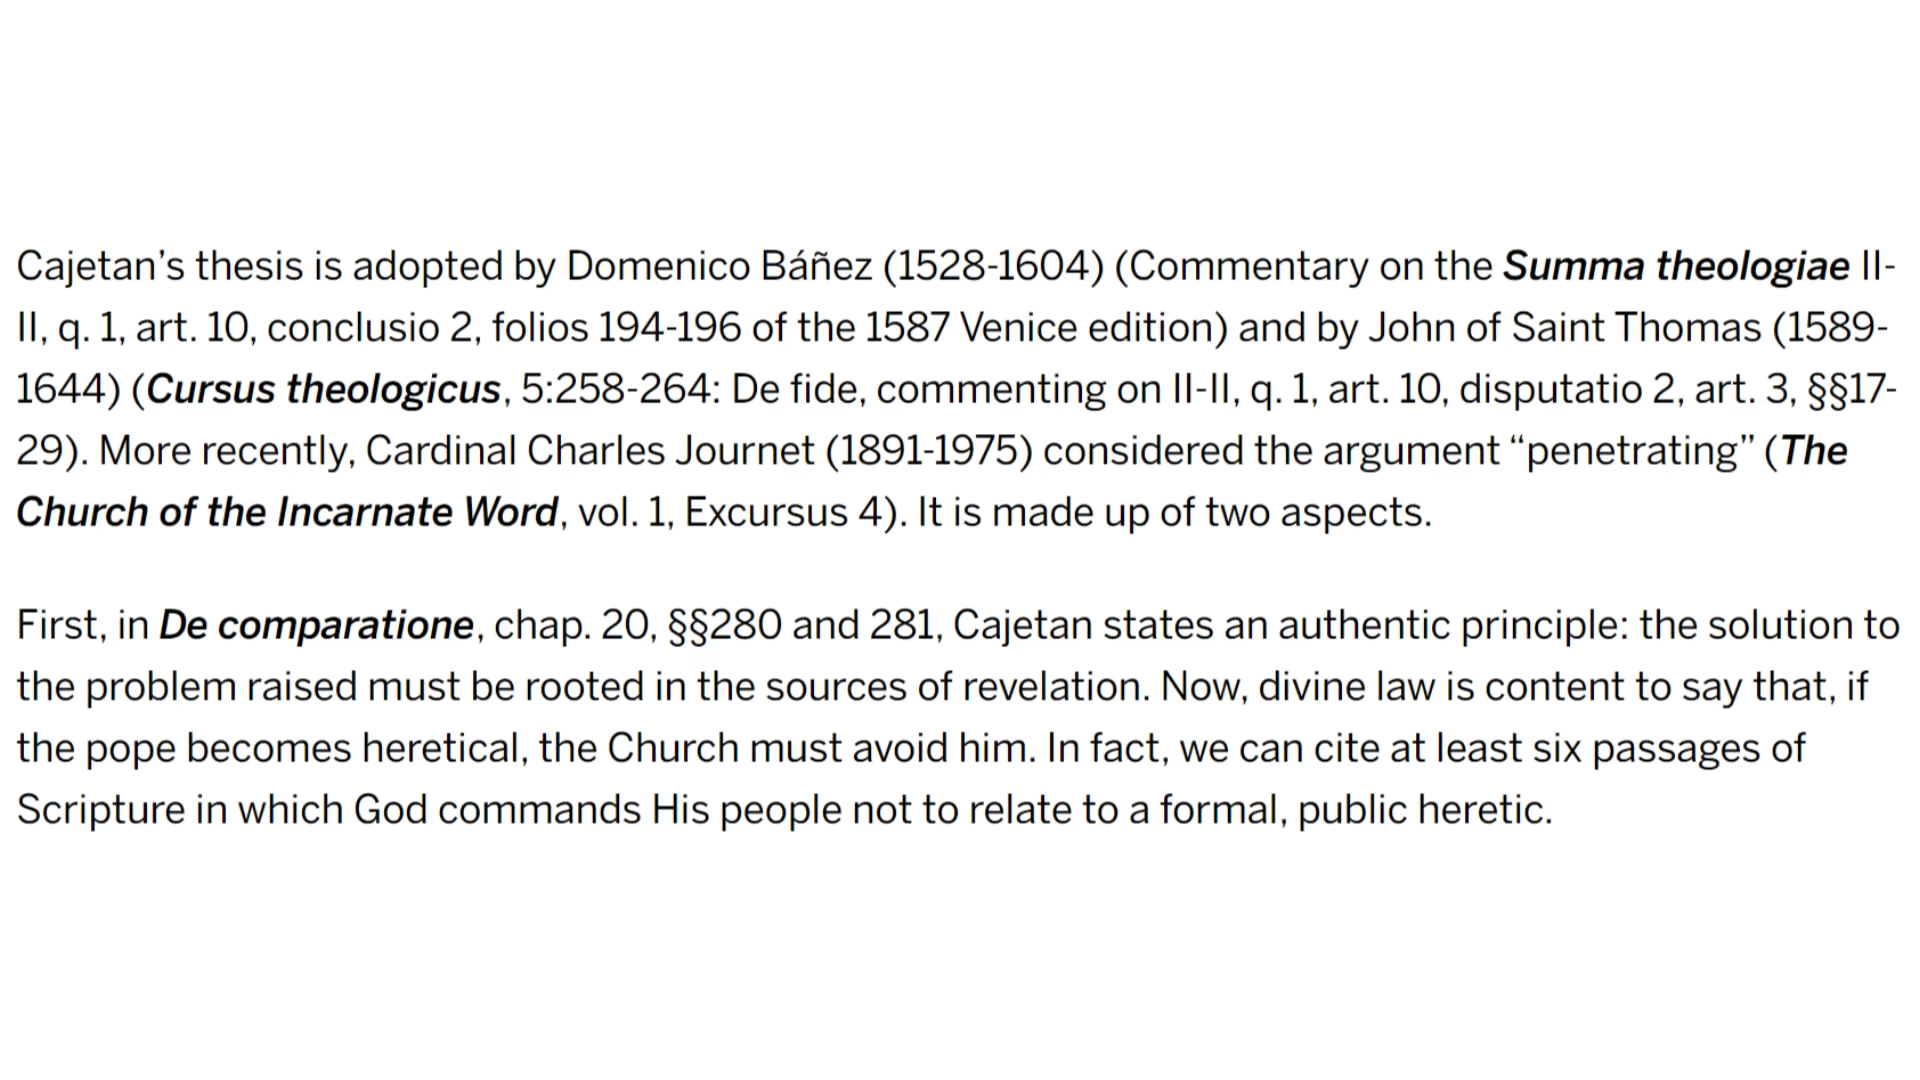 Cajetan’s thesis is adopted by Domenico Báñez (1528-1604) (Commentary on the Summa theologiae II-
II, q. 1, art. 10, conclusio 2, folios 194-196 of the 1587 Venice edition) and by John of Saint Thomas (1589-
1644) (Cursus theologicus, 5:258-264: De fide, commenting on II-II, q. 1, art. 10, disputatio 2, art. 3, §§17-
29). More recently, Cardinal Charles Journet (1891-1975) considered the argument “penetrating” (The
Church of the Incarnate Word, vol. 1, Excursus 4). It is made up of two aspects.
First, in De comparatione, chap. 20, §§280 and 281, Cajetan states an authentic principle: the solution to
the problem raised must be rooted in the sources of revelation. Now, divine law is content to say that, if
the pope becomes heretical, the Church must avoid him. In fact, we can cite at least six passages of
Scripture in which God commands His people not to relate to a formal, public heretic.